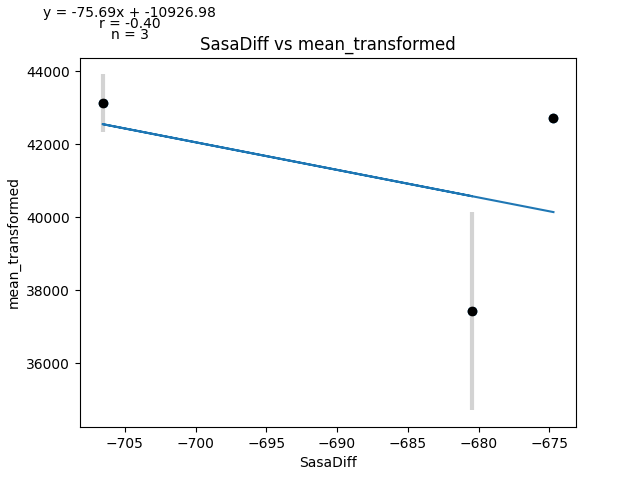 y = -75.69x + -10926.98
r = -0.40
n = 3
SasaDiff vs mean_transformed
44000
42000
40000
38000
36000
mean_transformed
−705
−700
−695
−690
−685
−680
−675
SasaDiff